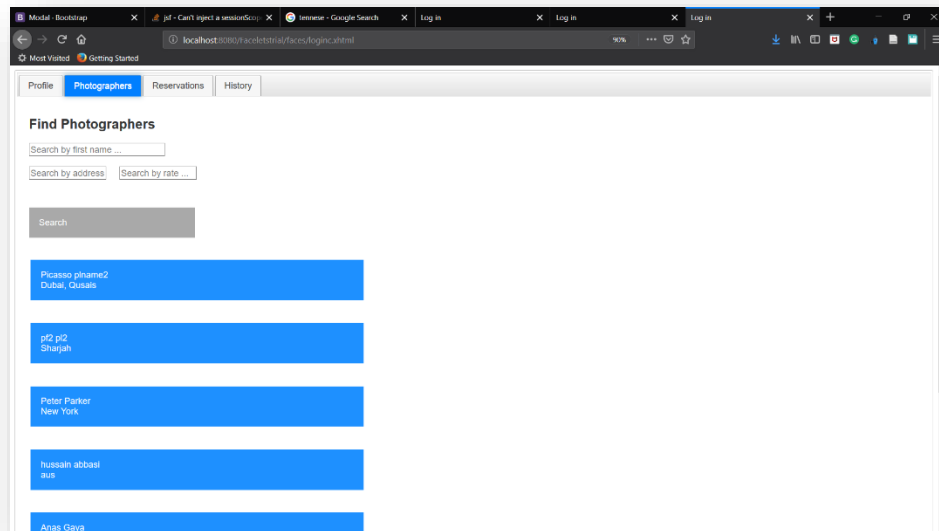 Modal · Bootstrap
jsf - Can't inject a sessionScop
tennese - Google Search
Log in
Log in
Log in
localhost:8080/Faceletstrial/faces/loginc.xhtml
90%
Most Visited
Getting Started
Profile
Photographers
Reservations
History
Find Photographers
Search by first name ...
Search by address
Search by rate ...
Search
Picasso plname2
Dubai, Qusais
pf2 pl2
Sharjah
Peter Parker
New York
hussain abbasi
aus
Anas Gaya